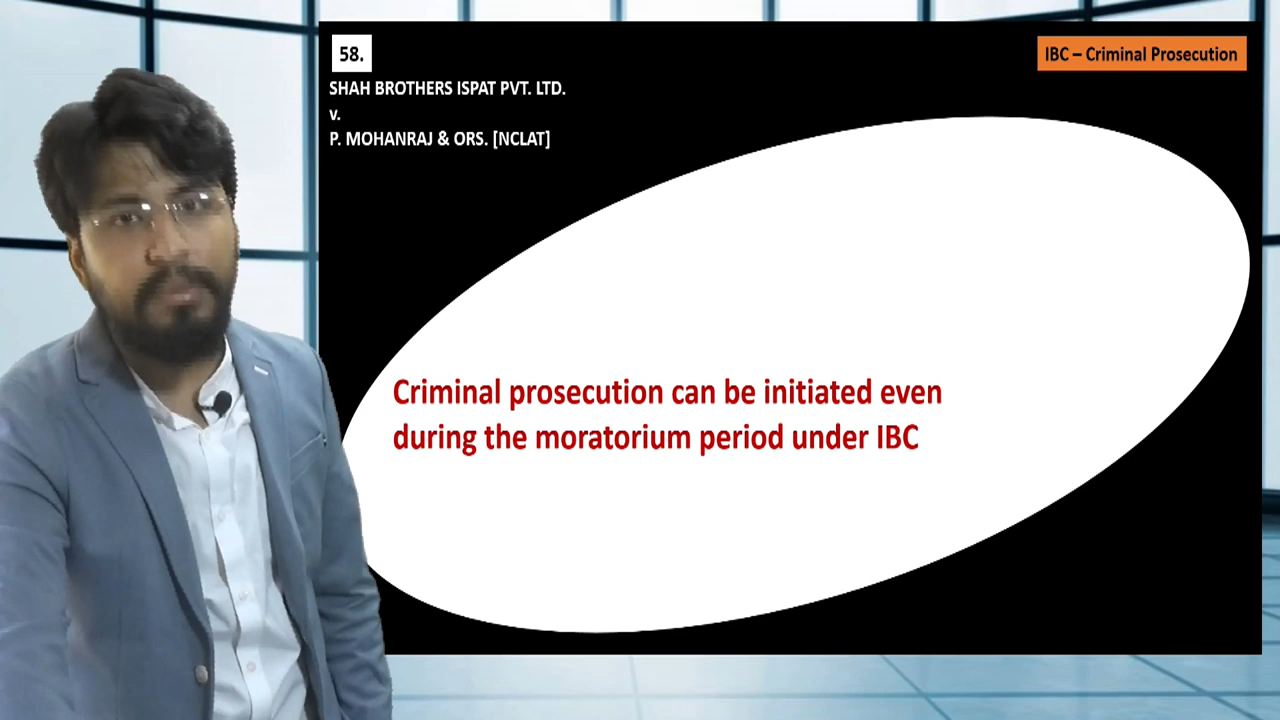 58.
IBC – Criminal Prosecution
SHAH BROTHERS ISPAT PVT. LTD.
v.
P. MOHANRAJ & ORS. [NCLAT]
Criminal prosecution can be initiated even
during the moratorium period under IBC